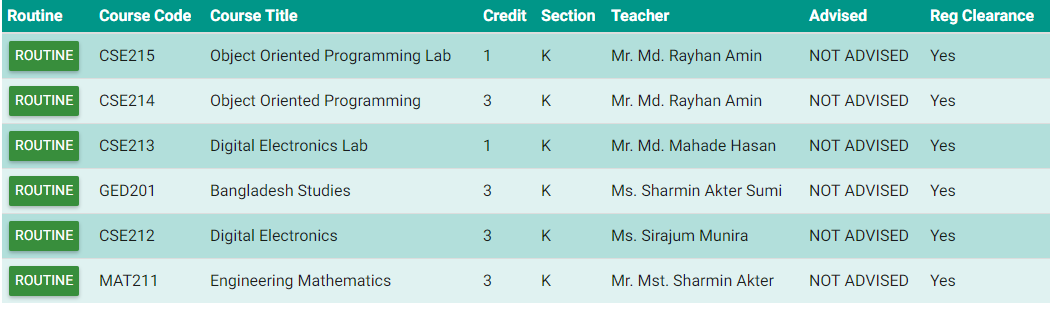 Routine Course Code Course Title Credit Section Teacher Advised Reg Clearance
ROUTINE CSE215 Object Oriented Programming Lab 1 K Mr. Md. Rayhan Amin NOT ADVISED Yes
ROUTINE CSE214 Object Oriented Programming 3 K Mr. Md. Rayhan Amin NOT ADVISED Yes
ROUTINE CSE213 Digital Electronics Lab 1 K Mr. Md. Mahade Hasan NOT ADVISED Yes
ROUTINE GED201 Bangladesh Studies 3 K Ms. Sharmin Akter Sumi NOT ADVISED Yes
ROUTINE CSE212 Digital Electronics 3 K Ms. Sirajum Munira NOT ADVISED Yes
ROUTINE MAT211 Engineering Mathematics 3 K Mr. Mst. Sharmin Akter NOT ADVISED Yes